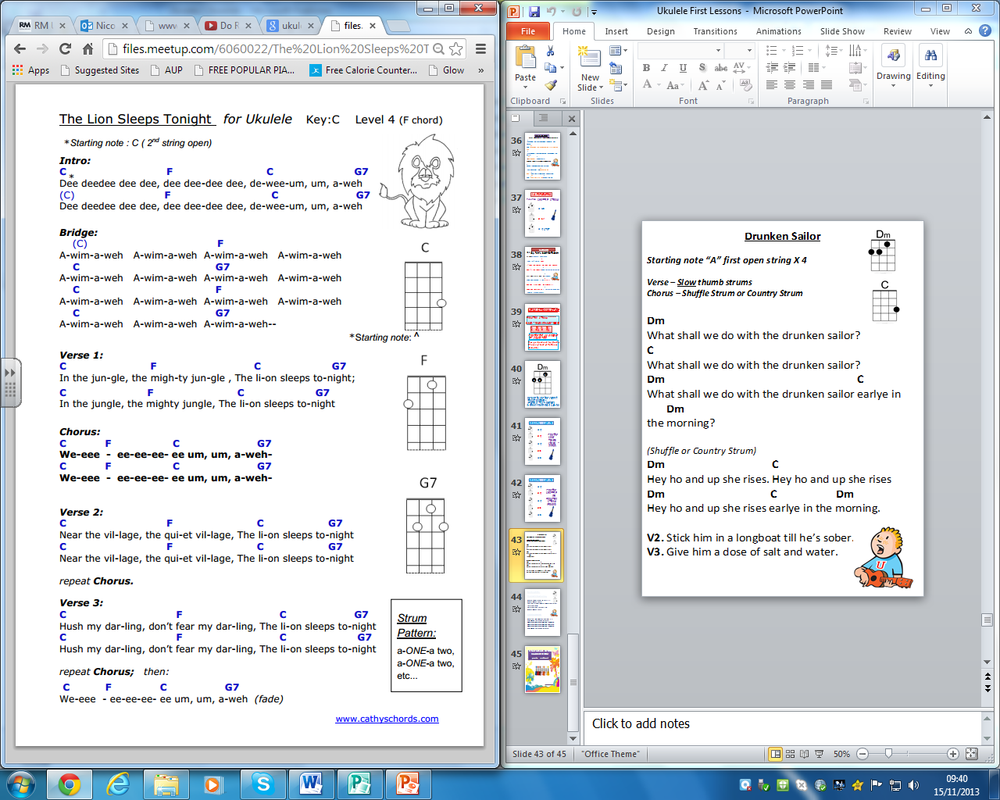 RM
Nico
www
Do R
ukul
files.
files.meetup.com/6060022/The%20Lion%20Sleeps%20T
Apps
Suggested Sites
AUP
FREE POPULAR PIA...
Free Calorie Counter...
Glow
»
The Lion Sleeps Tonight for Ukulele Key:C Level 4 (F chord)
*Starting note : C ( 2nd string open)
Intro:
C F C G7
*
Dee deedee dee dee, dee dee-dee dee, de-wee-um, um, a-weh
(C) F C G7
Dee deedee dee dee, dee dee-dee dee, de-wee-um, um, a-weh
Bridge:
(C) F
A-wim-a-weh A-wim-a-weh A-wim-a-weh A-wim-a-weh
C G7
A-wim-a-weh A-wim-a-weh A-wim-a-weh A-wim-a-weh
C F
A-wim-a-weh A-wim-a-weh A-wim-a-weh A-wim-a-weh
C G7
A-wim-a-weh A-wim-a-weh A-wim-a-weh--
*Starting note: ^
Verse 1:
C F C G7
In the jun-gle, the migh-ty jun-gle , The li-on sleeps to-night;
C F C G7
In the jungle, the mighty jungle, The li-on sleeps to-night
Chorus:
C F C G7
We-eee - ee-ee-ee- ee um, um, a-weh-
C F C G7
We-eee - ee-ee-ee- ee um, um, a-weh-
Verse 2:
C F C G7
Near the vil-lage, the qui-et vil-lage, The li-on sleeps to-night
C F C G7
Near the vil-lage, the qui-et vil-lage, The li-on sleeps to-night
repeat Chorus.
Verse 3:
C F C G7
Hush my dar-ling, don't fear my dar-ling, The li-on sleeps to-night
C F C G7
Hush my dar-ling, don't fear my dar-ling, The li-on sleeps to-night
repeat Chorus; then:
C F C G7
We-eee - ee-ee-ee- ee um, um, a-weh (fade)
C
F
G7
Strum
Pattern:
a-ONE-a two,
a-ONE-a two,
etc...
www.cathyschords.com
Ukulele First Lessons - Microsoft PowerPoint
File Home Insert Design Transitions Animations Slide Show Review View
Paste
New
Slide
Drawing
Editing
Clipboard Slides Font Paragraph
36
37
38
39
40
Dm
41
42
43
44
45
Drunken Sailor
Dm
C
Starting note “A” first open string X 4
Verse – Slow thumb strums
Chorus – Shuffle Strum or Country Strum
Dm
What shall we do with the drunken sailor?
C
What shall we do with the drunken sailor?
Dm C
What shall we do with the drunken sailor earlye in
Dm
the morning?
(Shuffle or Country Strum)
Dm C
Hey ho and up she rises. Hey ho and up she rises
Dm C Dm
Hey ho and up she rises earlye in the morning.
V2. Stick him in a longboat till he’s sober.
V3. Give him a dose of salt and water.
U
Click to add notes
Slide 43 of 45 "Office Theme" 50%
09:40
15/11/2013